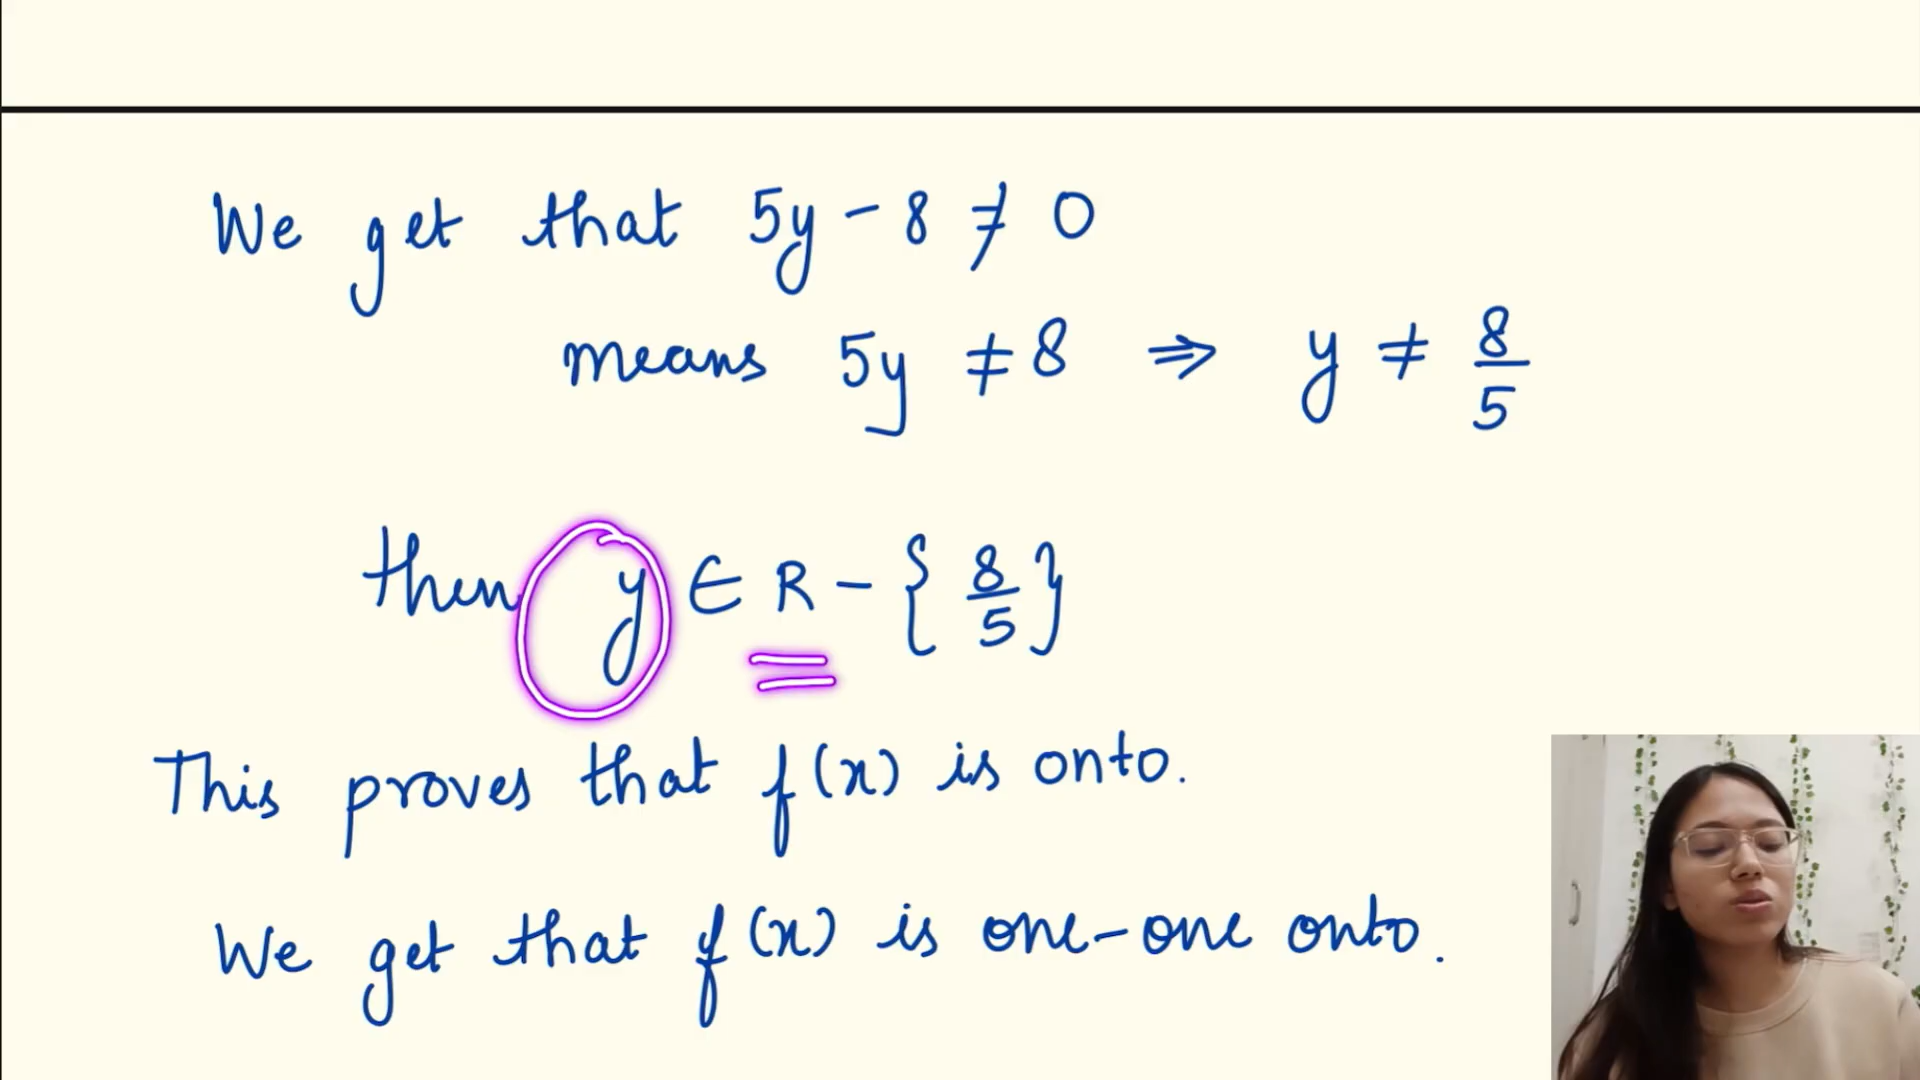 We get that 5y - 8 ≠ 0
means 5y ≠ 8 ⇒ y ≠ 8/5
then y ∈ R - { 8/5 }
This proves that f(x) is onto.
We get that f(x) is one-one onto.